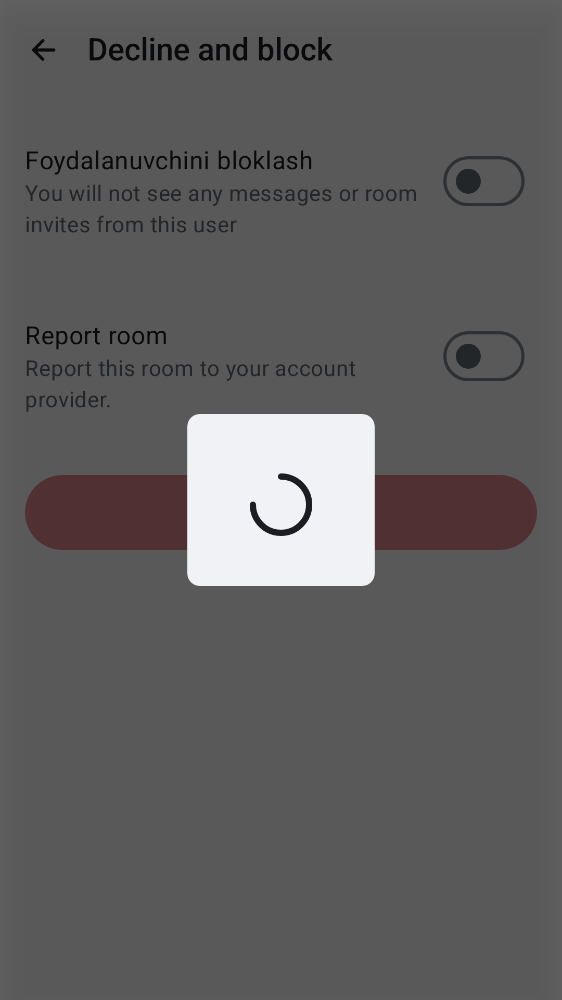 Decline and block
Foydalanuvchini bloklash
You will not see any messages or room
invites from this user
Report room
Report this room to your account
provider.